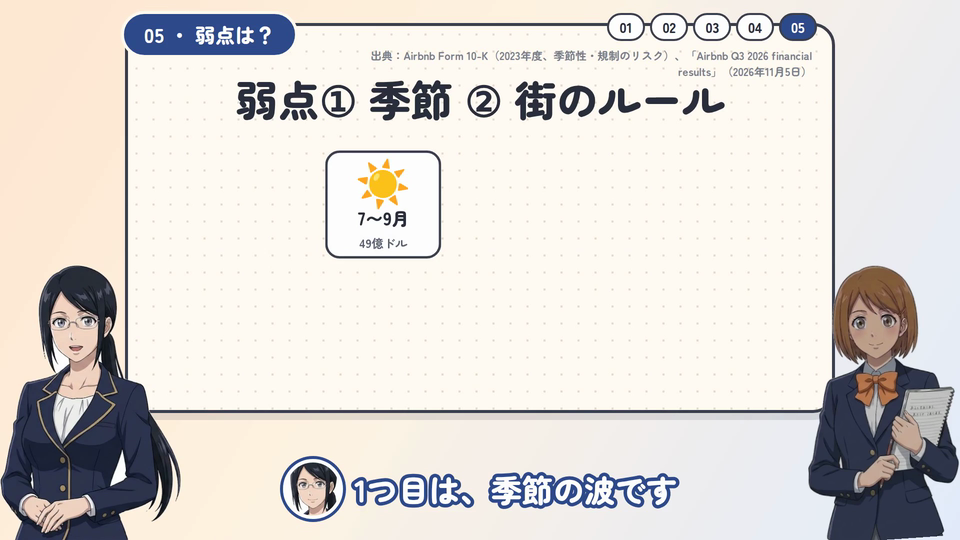 05 ・ 弱点は？
01 02 03 04 05
出典：Airbnb Form 10-K（2023年度、季節性・規制のリスク）、「Airbnb Q3 2026 financial
results」（2026年11月5日）
弱点① 季節 ② 街のルール
7〜9月
49億ドル
1つ目は、季節の波です